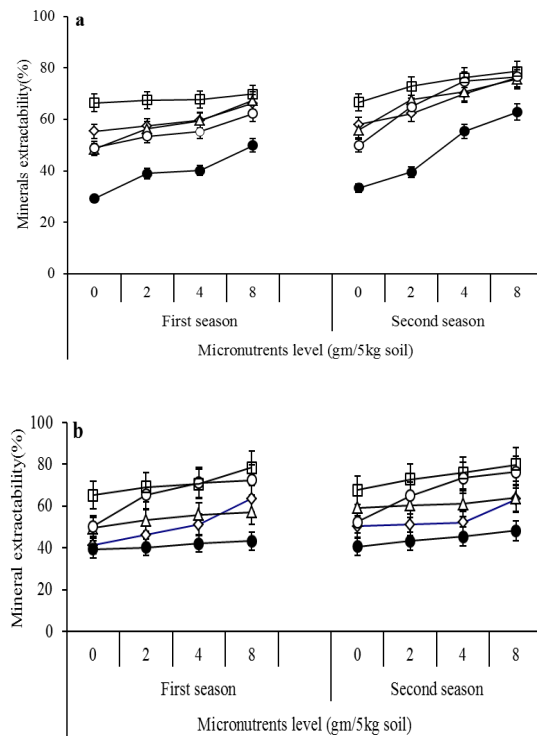 a
Minerals extractability(%)
100
80
60
40
20
0
0 2 4 8 0 2 4 8
First season Second season
Micronutrents level (gm/5kg soil)
b
Mineral extractability(%)
100
80
60
40
20
0
0 2 4 8 0 2 4 8
First season Second season
Micronutrents level (gm/5kg soil)